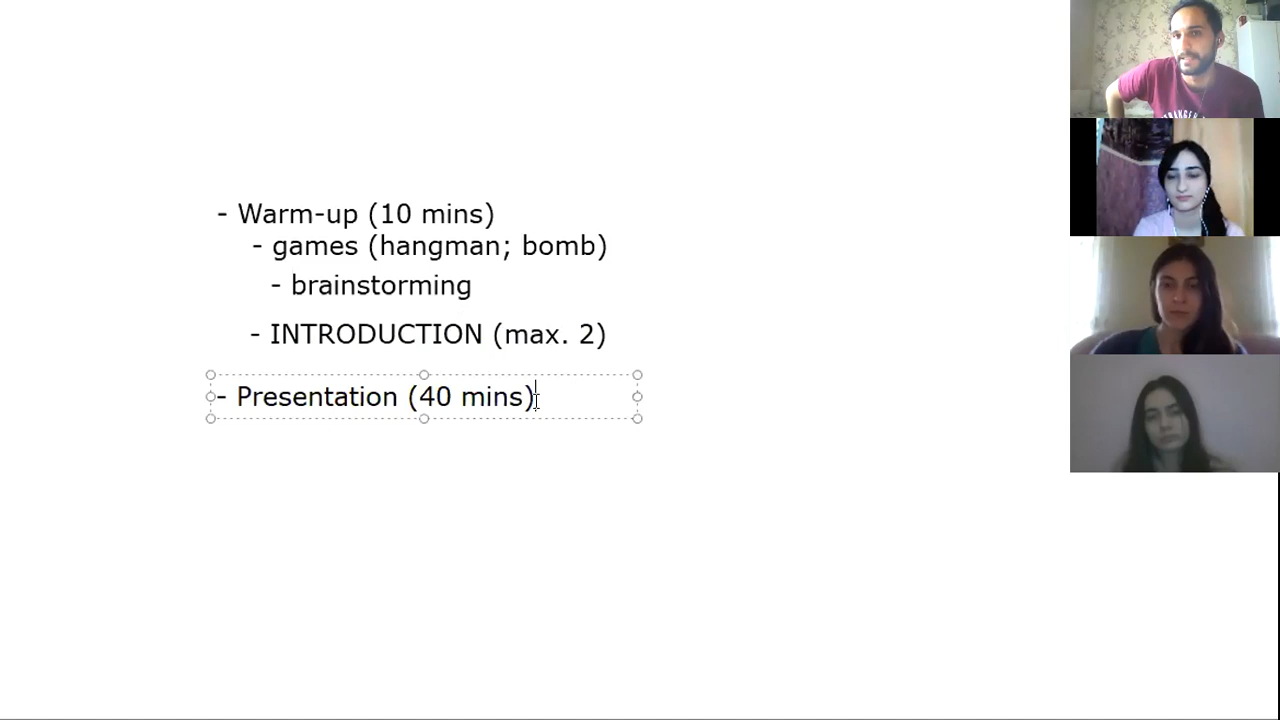 - Warm-up (10 mins)
- games (hangman; bomb)
- brainstorming
- INTRODUCTION (max. 2)
- Presentation (40 mins)